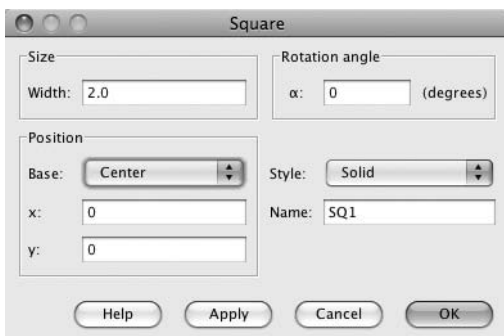 Square
Size
Width: 2.0
Rotation angle
α: 0 (degrees)
Position
Base: Center
x: 0
y: 0
Style: Solid
Name: SQ1
Help Apply Cancel OK